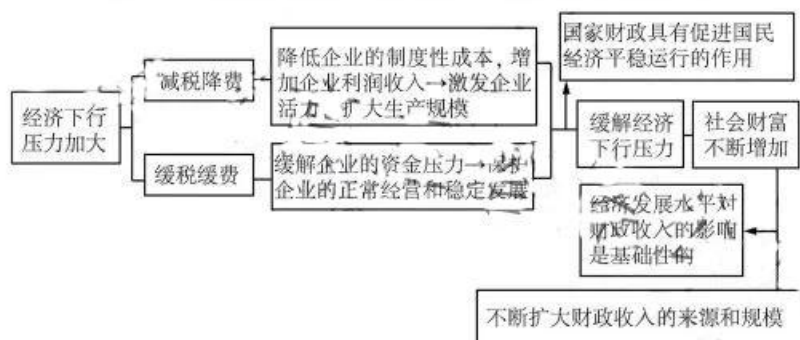 经济下行
压力加大
减税降费
降低企业的制度性成本，增
加企业利润收入→激发企业
活力、扩大生产规模
缓税缓费
缓解企业的资金压力→
企业的正常经营和稳定发展
国家财政具有促进国民
经济平稳运行的作用
缓解经济
下行压力
社会财富
不断增加
经济发展水平对
财政收入的影响
是基础性的
不断扩大财政收入的来源和规模